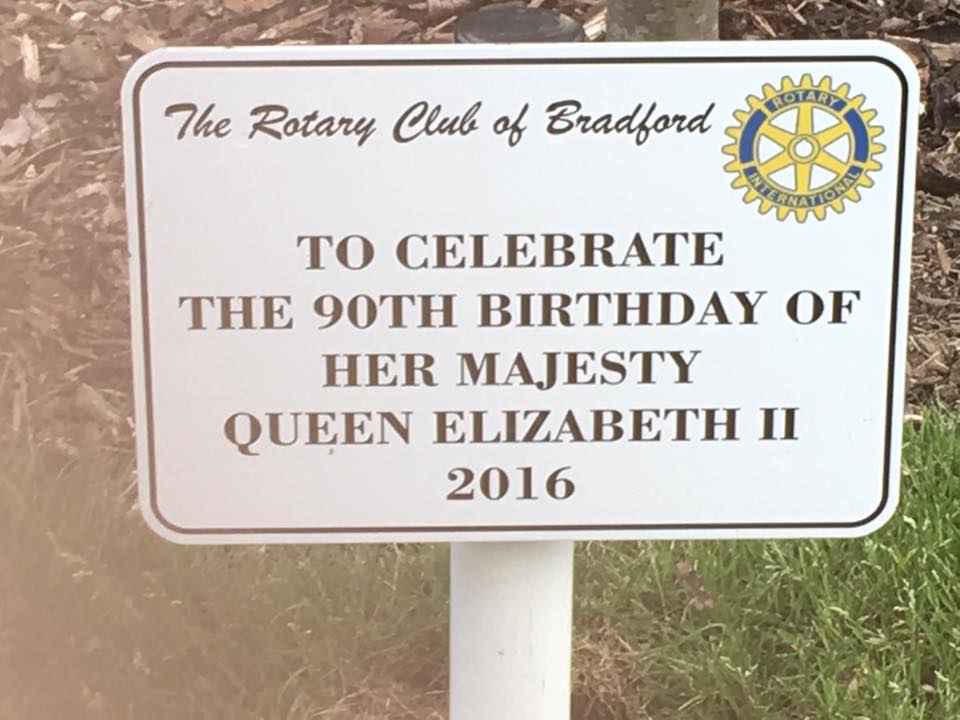 The Rotary Club of Bradford
ROTARY
INTERNATIONAL
TO CELEBRATE
THE 90TH BIRTHDAY OF
HER MAJESTY
QUEEN ELIZABETH II
2016